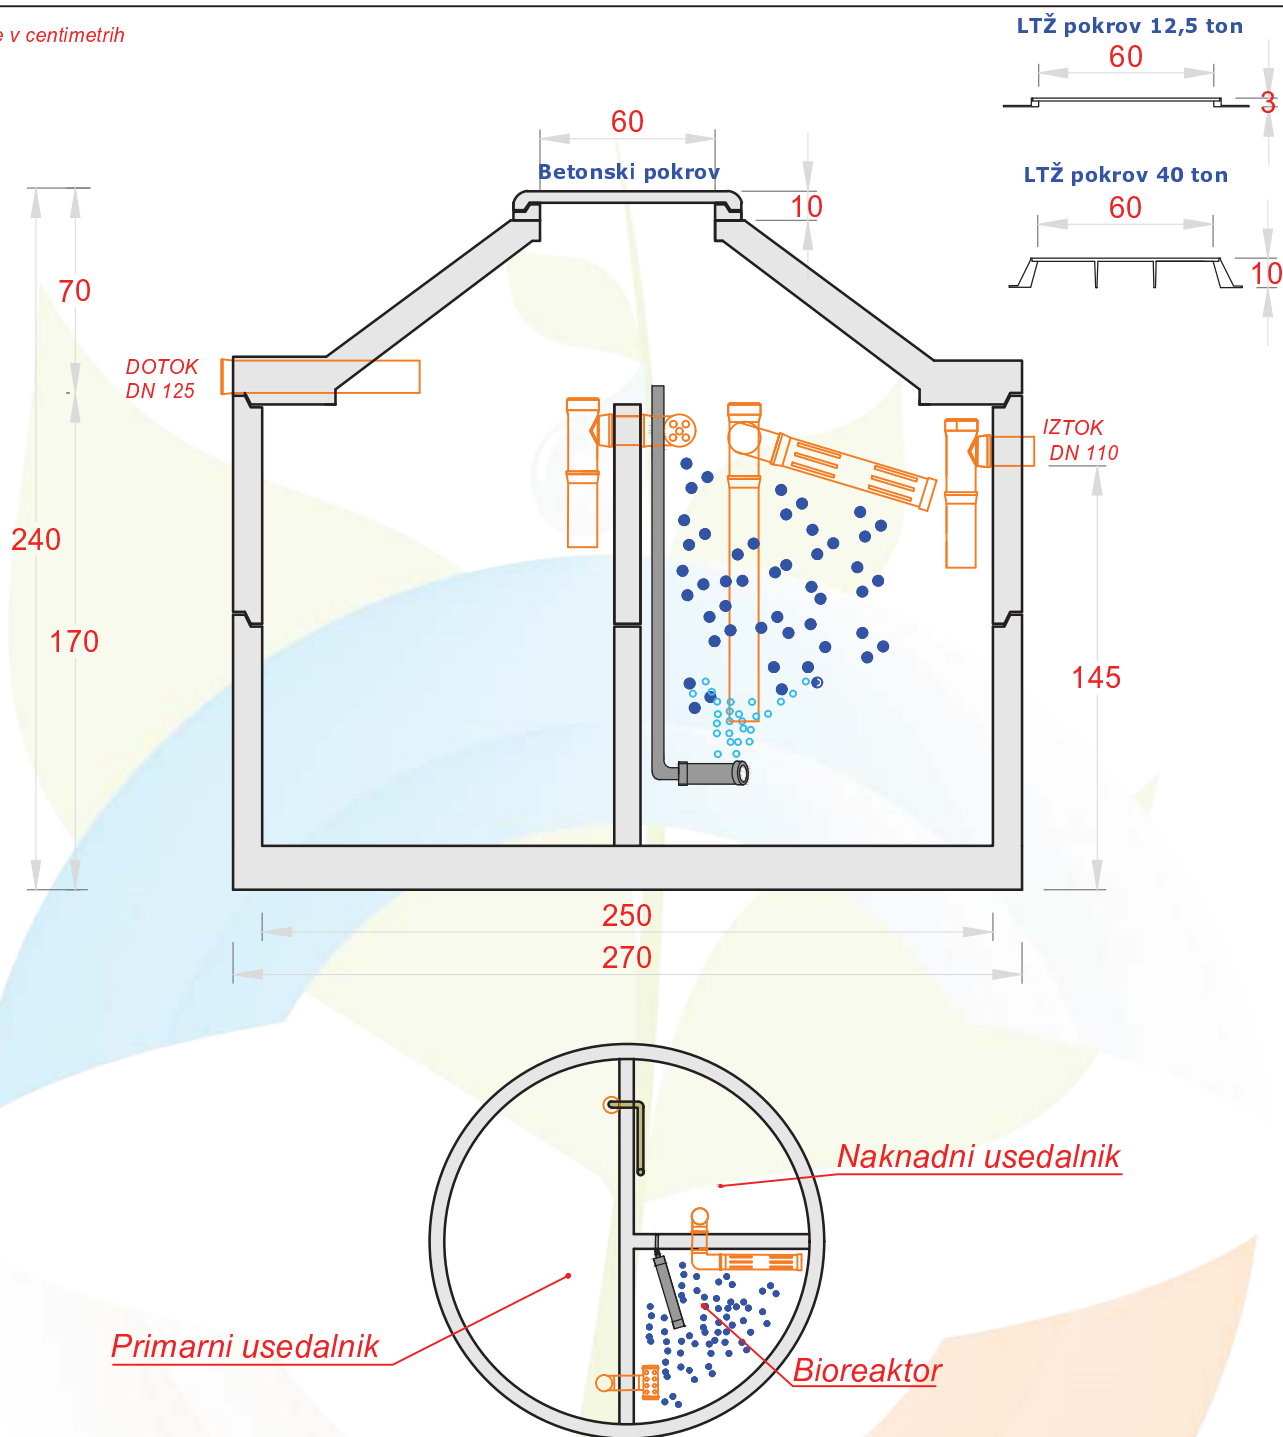 e v centimetrih
LTŽ pokrov 12,5 ton
60
3
60
Betonski pokrov
10
LTŽ pokrov 40 ton
60
10
70
DOTOK
DN 125
IZTOK
DN 110
240
170
145
250
270
Naknadni usedalnik
Primarni usedalnik
Bioreaktor